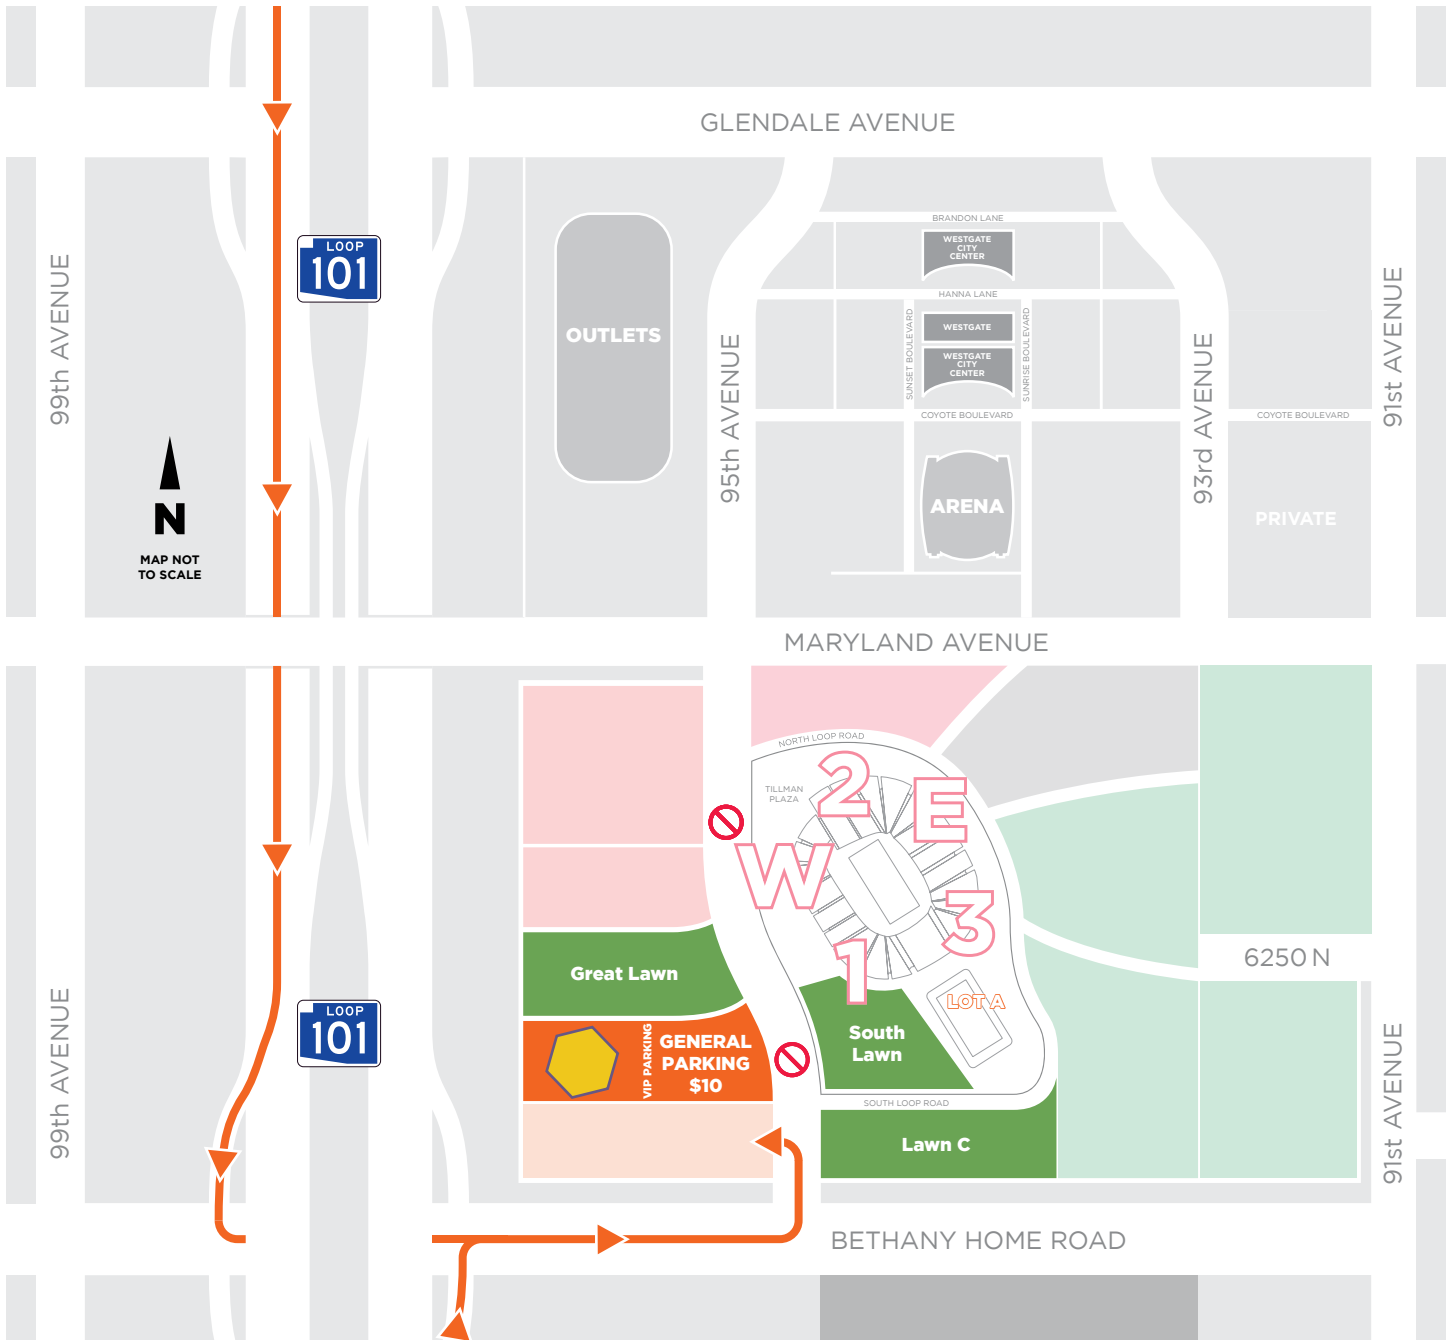 GLENDALE AVENUE
BRANDON LANE
WESTGATE
CITY
CENTER
HANNA LANE
LOOP
101
99th AVENUE
OUTLETS
95th AVENUE
SUNSET BOULEVARD
WESTGATE
WESTGATE
CITY
CENTER
SUNRISE BOULEVARD
93rd AVENUE
91st AVENUE
COYOTE BOULEVARD
COYOTE BOULEVARD
ARENA
PRIVATE
N
MAP NOT
TO SCALE
MARYLAND AVENUE
NORTH LOOP ROAD
TILLMAN
PLAZA
2
E
W
3
1
6250 N
Great Lawn
LOT A
LOOP
101
99th AVENUE
VIP PARKING
GENERAL
PARKING
$10
South
Lawn
91st AVENUE
SOUTH LOOP ROAD
Lawn C
BETHANY HOME ROAD